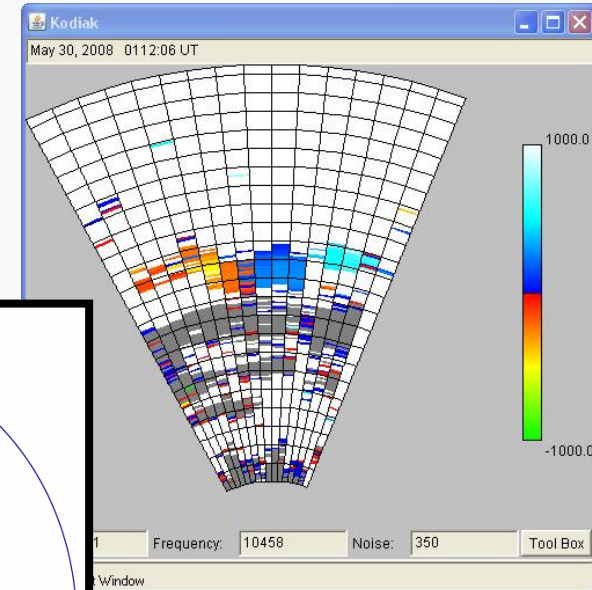 Kodiak
May 30, 2008 0112:06 UT
1000.0
-1000.0
1 Frequency: 10458 Noise: 350 Tool Box
Window